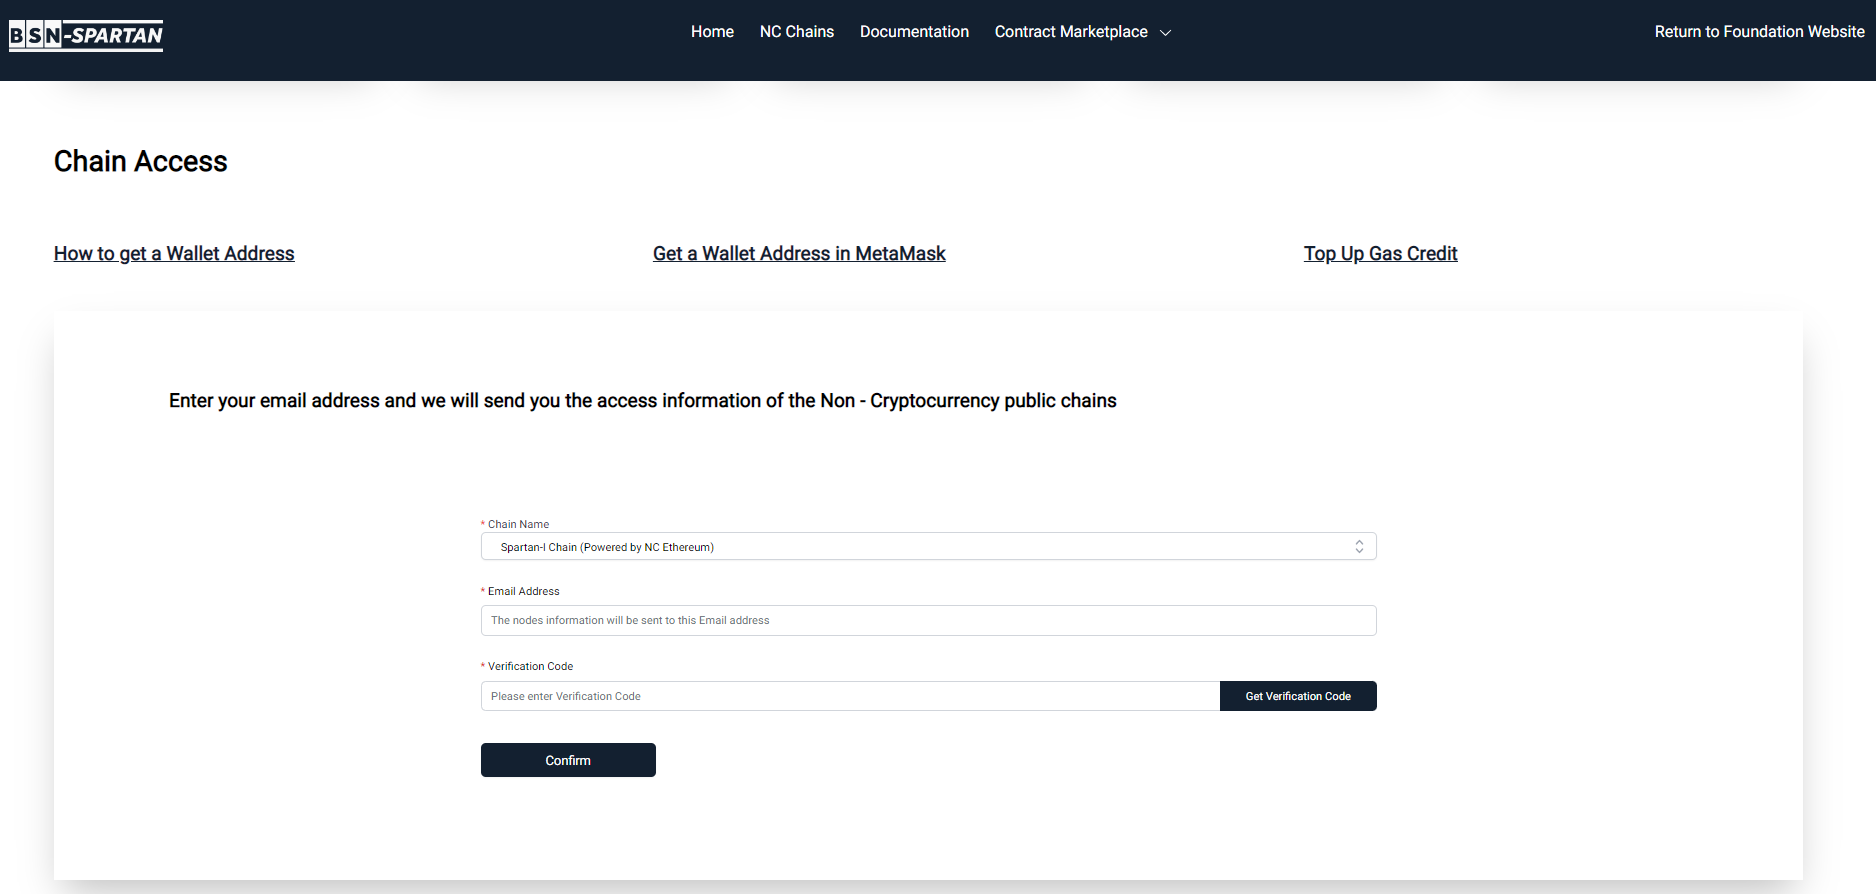 BSN-SPARTAN
Home NC Chains Documentation Contract Marketplace
Return to Foundation Website
Chain Access
How to get a Wallet Address
Get a Wallet Address in MetaMask
Top Up Gas Credit
Enter your email address and we will send you the access information of the Non - Cryptocurrency public chains
* Chain Name
Spartan-I Chain (Powered by NC Ethereum)
* Email Address
The nodes information will be sent to this Email address
* Verification Code
Please enter Verification Code
Get Verification Code
Confirm